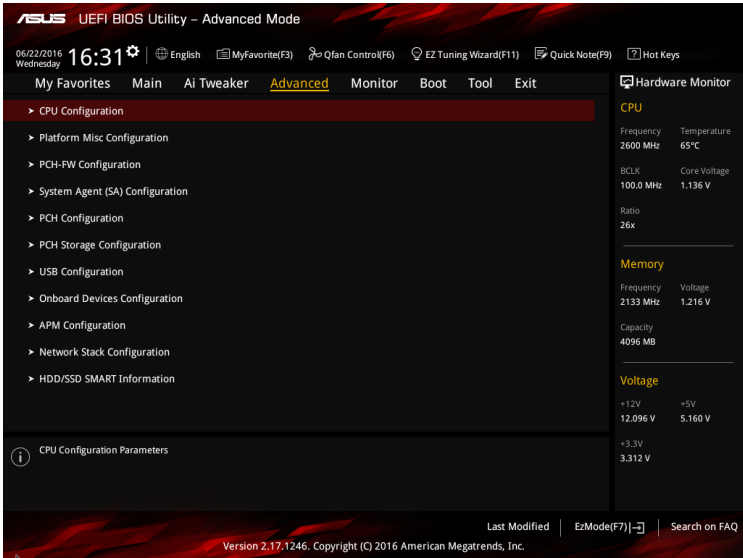 ASUS UEFI BIOS Utility – Advanced Mode
06/22/2016 Wednesday 16:31 English MyFavorite(F3) Qfan Control(F6) EZ Tuning Wizard(F11) Quick Note(F9) ? Hot Keys
My Favorites Main Ai Tweaker Advanced Monitor Boot Tool Exit
CPU Configuration
Platform Misc Configuration
PCH-FW Configuration
System Agent (SA) Configuration
PCH Configuration
PCH Storage Configuration
USB Configuration
Onboard Devices Configuration
APM Configuration
Network Stack Configuration
HDD/SSD SMART Information
CPU Configuration Parameters
Hardware Monitor
CPU
Frequency Temperature
2600 MHz 65°C
BCLK Core Voltage
100.0 MHz 1.136 V
Ratio
26x
Memory
Frequency Voltage
2133 MHz 1.216 V
Capacity
4096 MB
Voltage
+12V +5V
12.096 V 5.160 V
+3.3V
3.312 V
Last Modified EzMode(F7) Search on FAQ
Version 2.17.1246. Copyright (C) 2016 American Megatrends, Inc.